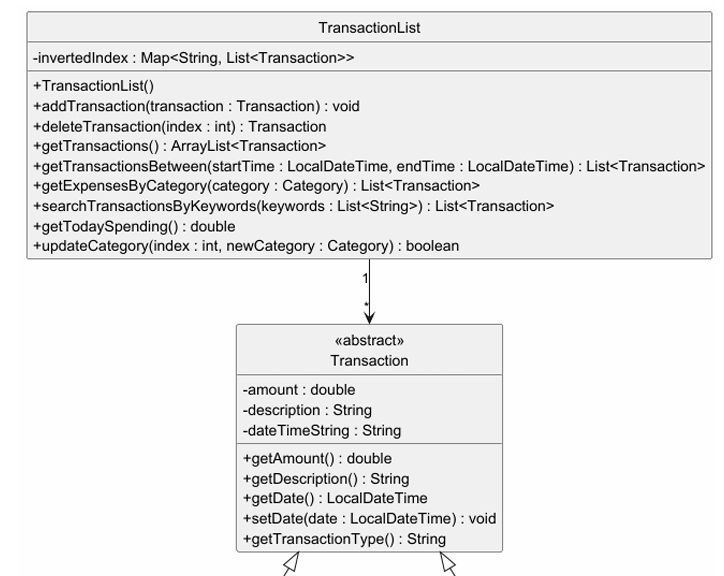 TransactionList
-invertedIndex : Map<String, List<Transaction>>
+TransactionList()
+addTransaction(transaction : Transaction) : void
+deleteTransaction(index : int) : Transaction
+getTransactions() : ArrayList<Transaction>
+getTransactionsBetween(startTime : LocalDateTime, endTime : LocalDateTime) : List<Transaction>
+getExpensesByCategory(category : Category) : List<Transaction>
+searchTransactionsByKeywords(keywords : List<String>) : List<Transaction>
+getTodaySpending() : double
+updateCategory(index : int, newCategory : Category) : boolean
1
*
«abstract»
Transaction
-amount : double
-description : String
-dateTimeString : String
+getAmount() : double
+getDescription() : String
+getDate() : LocalDateTime
+setDate(date : LocalDateTime) : void
+getTransactionType() : String